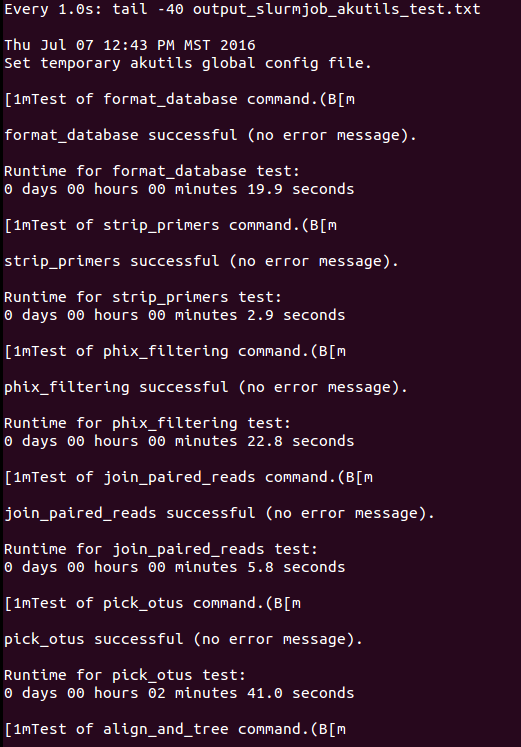 Every 1.0s: tail -40 output_slurmjob_akutils_test.txt
Thu Jul 07 12:43 PM MST 2016
Set temporary akutils global config file.
[1mTest of format_database command.(B[m
format_database successful (no error message).
Runtime for format_database test:
0 days 00 hours 00 minutes 19.9 seconds
[1mTest of strip_primers command.(B[m
strip_primers successful (no error message).
Runtime for strip_primers test:
0 days 00 hours 00 minutes 2.9 seconds
[1mTest of phix_filtering command.(B[m
phix_filtering successful (no error message).
Runtime for phix_filtering test:
0 days 00 hours 00 minutes 22.8 seconds
[1mTest of join_paired_reads command.(B[m
join_paired_reads successful (no error message).
Runtime for join_paired_reads test:
0 days 00 hours 00 minutes 5.8 seconds
[1mTest of pick_otus command.(B[m
pick_otus successful (no error message).
Runtime for pick_otus test:
0 days 00 hours 02 minutes 41.0 seconds
[1mTest of align_and_tree command.(B[m